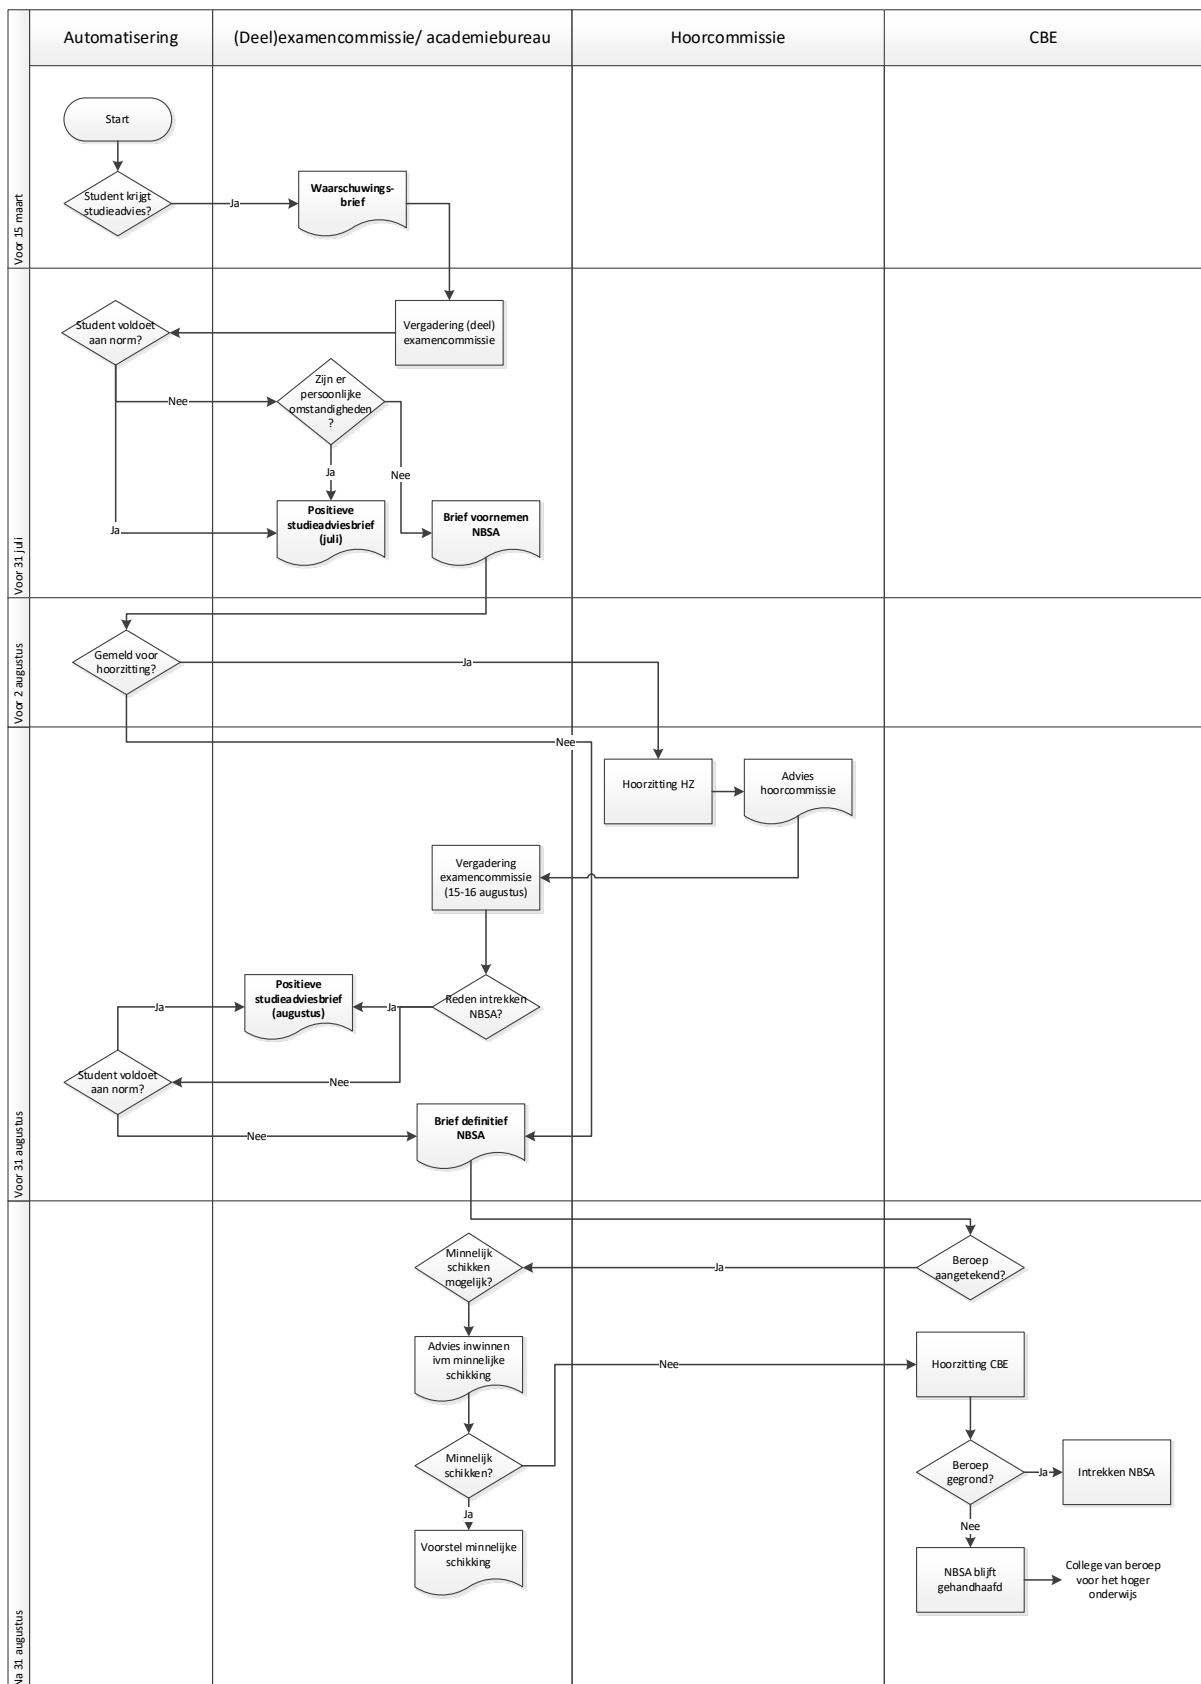 Automatisering
(Deel)examencommissie/ academiebureau
Hoorcommissie
CBE
Voor 15 maart
Start
Student krijgt
studieadvies?
Ja
Waarschuwings-
brief
Voor 31 juli
Student voldoet
aan norm?
Vergadering (deel)
examencommissie
Zijn er
persoonlijke
omstandigheden
?
Nee
Ja
Nee
Ja
Positieve
studieadviesbrief
(juli)
Brief voornemen
NBSA
Voor 2 augustus
Gemeld voor
hoorzitting?
Ja
Voor 31 augustus
Nee
Hoorzitting HZ
Advies
hoorcommissie
Vergadering
examencommissie
(15-16 augustus)
Ja
Positieve
studieadviesbrief
(augustus)
Ja
Reden intrekken
NBSA?
Student voldoet
aan norm?
Nee
Nee
Brief definitief
NBSA
Na 31 augustus
Minnelijk
schikken
mogelijk?
Ja
Beroep
aangetekend?
Advies inwinnen
ivm minnelijke
schikking
Nee
Hoorzitting CBE
Minnelijk
schikken?
Beroep
gegrond?
Ja
Intrekken NBSA
Ja
Nee
Voorstel minnelijke
schikking
NBSA blijft
gehandhaafd
College van beroep
voor het hoger
onderwijs